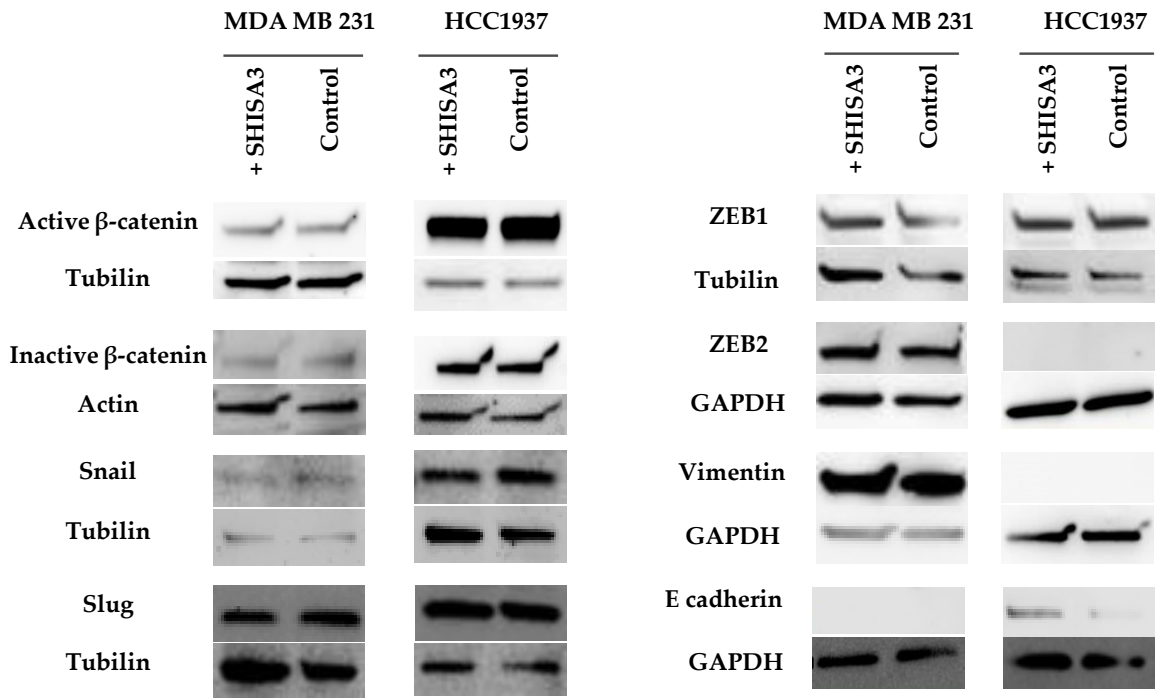 MDA MB 231 HCC1937
+ SHISA3 Control + SHISA3 Control
Active β-catenin
Tubilin
Inactive β-catenin
Actin
Snail
Tubilin
Slug
Tubilin
MDA MB 231 HCC1937
+ SHISA3 Control + SHISA3 Control
ZEB1
Tubilin
ZEB2
GAPDH
Vimentin
GAPDH
E cadherin
GAPDH